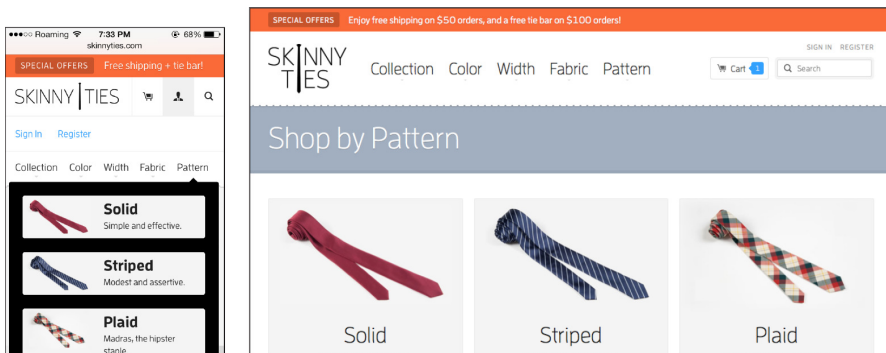 Roaming 7:33 PM 68%
skinnyties.com
SPECIAL OFFERS Free shipping + tie bar!
SKINNY TIES
Sign In Register
Collection Color Width Fabric Pattern
Solid
Simple and effective.
Striped
Modest and assertive.
Plaid
Madras, the hipster
staple.
SPECIAL OFFERS Enjoy free shipping on $50 orders, and a free tie bar on $100 orders!
SIGN IN REGISTER
SKINNY
TIES
Collection Color Width Fabric Pattern
Cart 1 Search
Shop by Pattern
Solid Striped Plaid